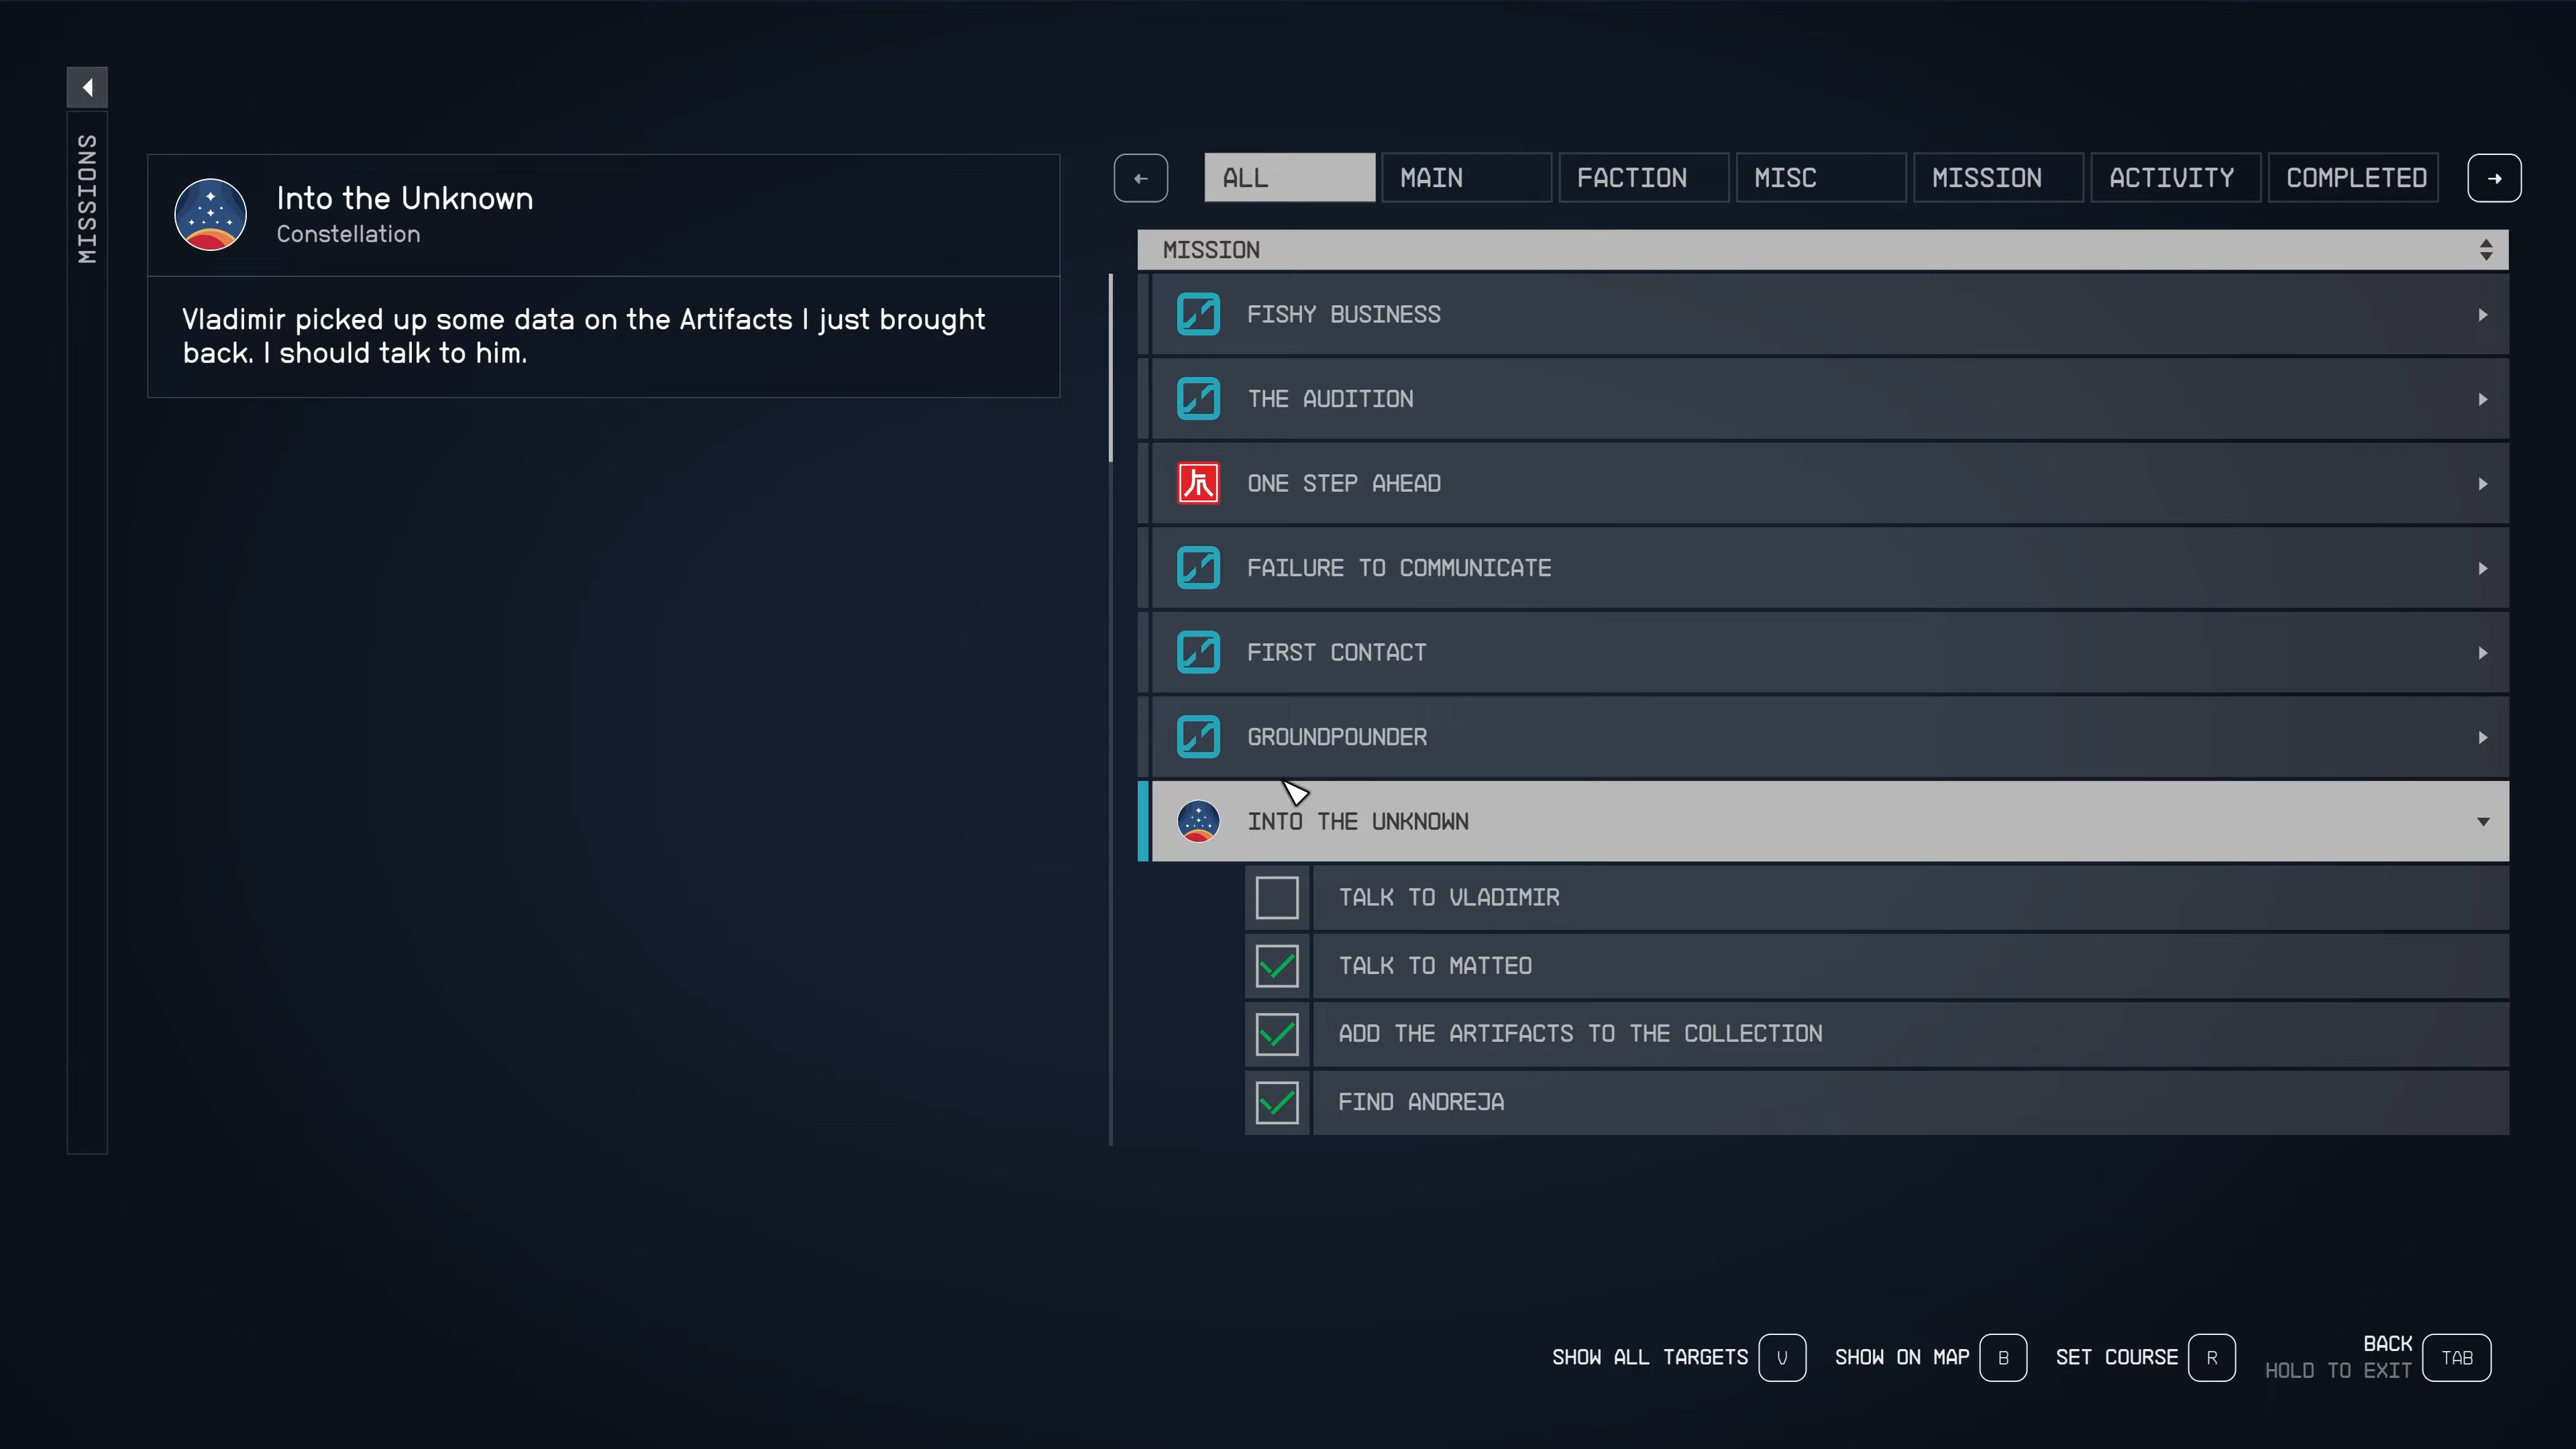 MISSIONS
Into the Unknown
Constellation
Vladimir picked up some data on the Artifacts I just brought
back. I should talk to him.
ALL
MAIN
FACTION
MISC
MISSION
ACTIVITY
COMPLETED
MISSION
FISHY BUSINESS
THE AUDITION
ONE STEP AHEAD
FAILURE TO COMMUNICATE
FIRST CONTACT
GROUNDPOUNDER
INTO THE UNKNOWN
TALK TO VLADIMIR
TALK TO MATTEO
ADD THE ARTIFACTS TO THE COLLECTION
FIND ANDREJA
SHOW ALL TARGETS V
SHOW ON MAP B
SET COURSE R
BACK
HOLD TO EXIT
TAB